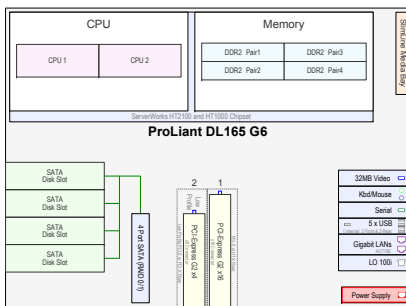 CPU
Memory
CPU 1
CPU 2
DDR2 Pair1
DDR2 Pair3
DDR2 Pair2
DDR2 Pair4
ServerWorks HT2100 and HT1000 Chipset
SlimLine Media Bay
ProLiant DL165 G6
SATA
Disk Slot
SATA
Disk Slot
SATA
Disk Slot
SATA
Disk Slot
4 Port SATA (RAID 0/1)
2
1
Low
Profile
PCI-Express G2 x4
PCI-Express G2 x16
32MB Video
Kbd/Mouse
Serial
5 x USB
Gigabit LANs
LO 100i
Power Supply